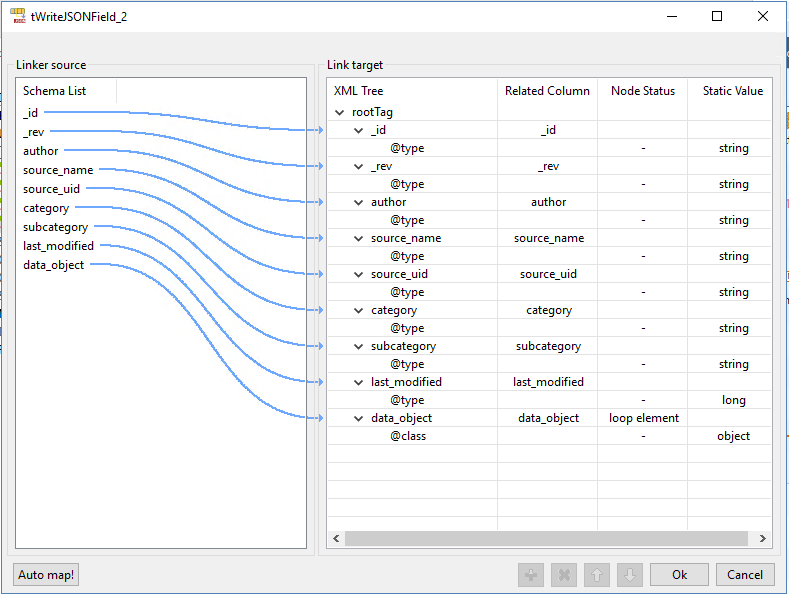 tWriteJSONField_2
Linker source
Schema List
_id
_rev
author
source_name
source_uid
category
subcategory
last_modified
data_object
Link target
XML Tree Related Column Node Status Static Value
rootTag
_id _id
@type - string
_rev _rev
@type - string
author author
@type - string
source_name source_name
@type - string
source_uid source_uid
@type - string
category category
@type - string
subcategory subcategory
@type - string
last_modified last_modified
@type - long
data_object data_object loop element
@class - object
Auto map! Ok Cancel